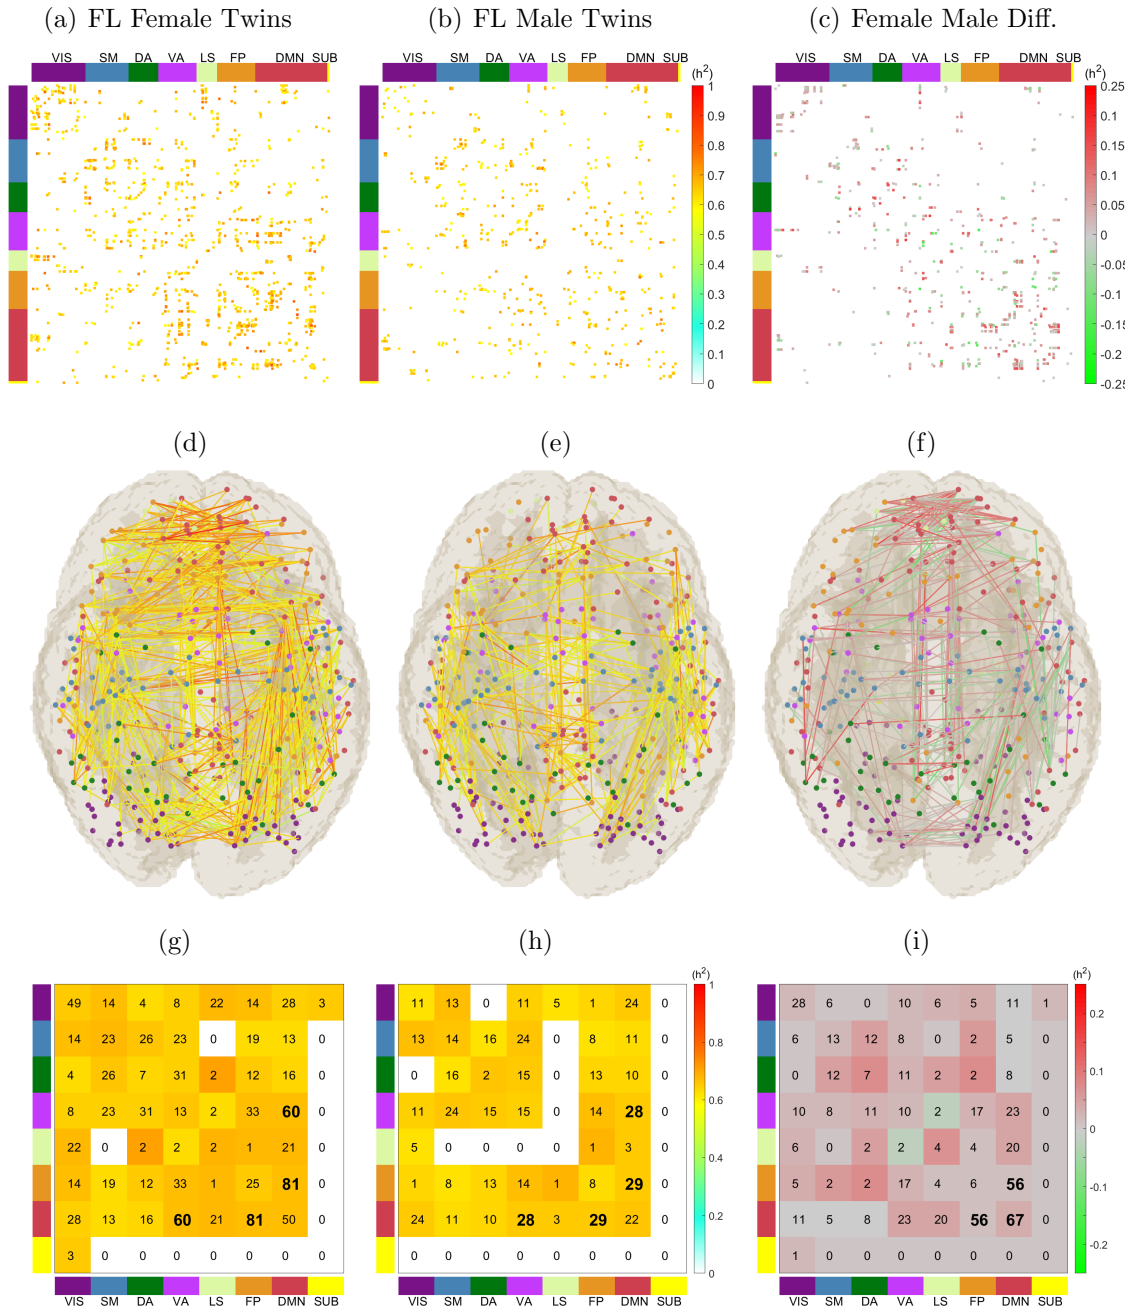 (a) FL Female Twins
(b) FL Male Twins
(c) Female Male Diff.
VIS SM DA VA LS FP DMN SUB
VIS SM DA VA LS FP DMN SUB
VIS SM DA VA LS FP DMN SUB
(h²)
1
0.9
0.8
0.7
0.6
0.5
0.4
0.3
0.2
0.1
0
(h²)
0.25
0.2
0.15
0.1
0.05
0
-0.05
-0.1
-0.15
-0.2
-0.25
(d)
(e)
(f)
(g)
(h)
(i)
49 14 4 8 22 14 28 3
14 23 26 23 0 19 13 0
4 26 7 31 2 12 16 0
8 23 31 13 2 33 60 0
22 0 2 2 2 1 21 0
14 19 12 33 1 25 81 0
28 13 16 60 21 81 50 0
3 0 0 0 0 0 0 0
VIS SM DA VA LS FP DMN SUB
11 13 0 11 5 1 24 0
13 14 16 24 0 8 11 0
0 16 2 15 0 13 10 0
11 24 15 15 0 14 28 0
5 0 0 0 0 1 3 0
1 8 13 14 1 8 29 0
24 11 10 28 3 29 22 0
0 0 0 0 0 0 0 0
VIS SM DA VA LS FP DMN SUB
(h²)
1
0.8
0.6
0.4
0.2
0
28 6 0 10 6 5 11 1
6 13 12 8 0 2 5 0
0 12 7 11 2 2 8 0
10 8 11 10 2 17 23 0
6 0 2 2 4 4 20 0
5 2 2 17 4 6 56 0
11 5 8 23 20 56 67 0
1 0 0 0 0 0 0 0
VIS SM DA VA LS FP DMN SUB
(h²)
0.2
0.1
0
-0.1
-0.2